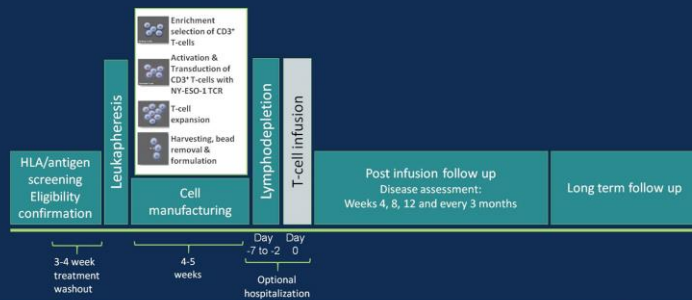 Enrichment
selection of CD3⁺
T-cells
Activation &
Transduction of
CD3⁺ T-cells with
NY-ESO-1 TCR
T-cell
expansion
Harvesting, bead
removal &
formulation
HLA/antigen
screening
Eligibility
confirmation
Leukapheresis
Cell
manufacturing
Lymphodepletion
T-cell infusion
Post infusion follow up
Disease assessment:
Weeks 4, 8, 12 and every 3 months
Long term follow up
3-4 week
treatment
washout
4-5
weeks
Day
-7 to -2
Day
0
Optional
hospitalization